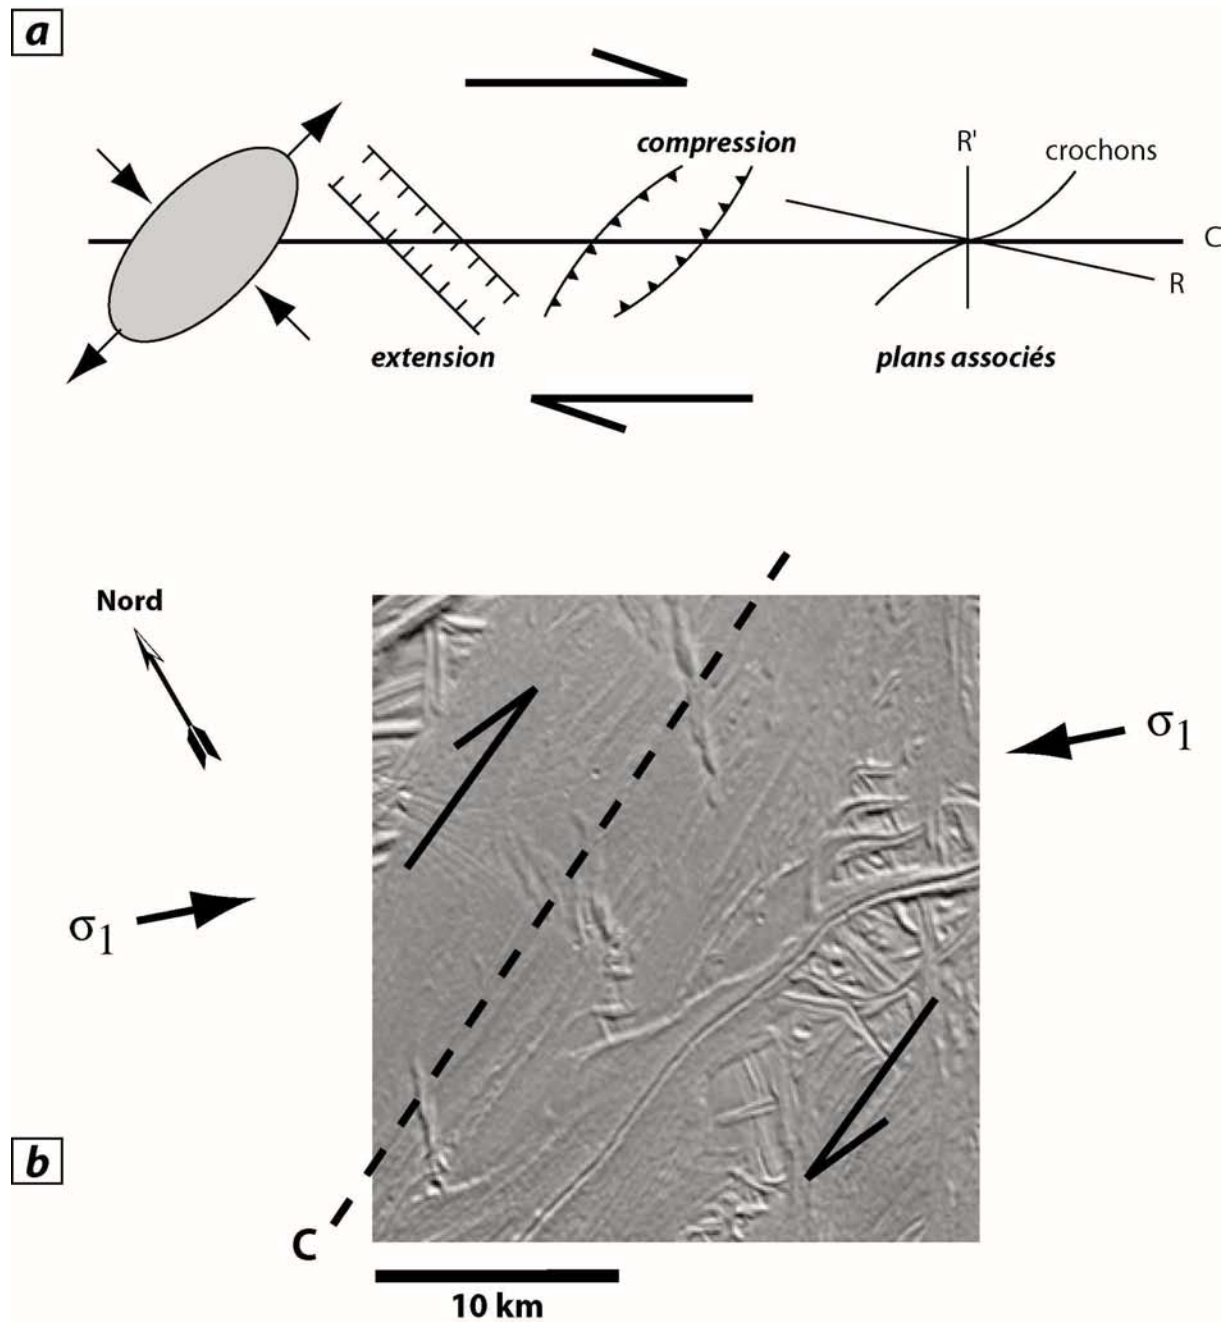 a
compression
R'
crochons
C
R
extension
plans associés
Nord
σ1
σ1
b
C
10 km